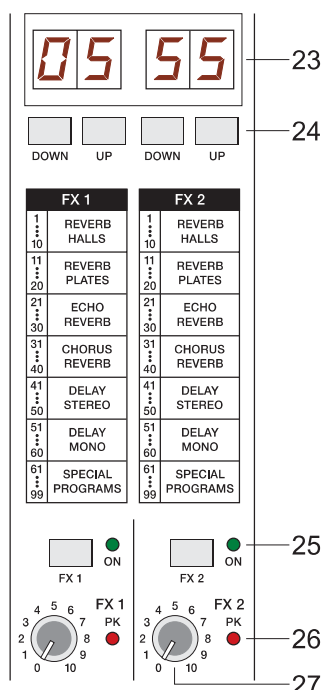 05 55
23
24
DOWN UP DOWN UP
FX 1 FX 2
1 10 REVERB HALLS 1 10 REVERB HALLS
11 20 REVERB PLATES 11 20 REVERB PLATES
21 30 ECHO REVERB 21 30 ECHO REVERB
31 40 CHORUS REVERB 31 40 CHORUS REVERB
41 50 DELAY STEREO 41 50 DELAY STEREO
51 60 DELAY MONO 51 60 DELAY MONO
61 99 SPECIAL PROGRAMS 61 99 SPECIAL PROGRAMS
25
ON ON
FX 1 FX 2
FX 1 FX 2
PK PK
26
0 1 2 3 4 5 6 7 8 9 10 0 1 2 3 4 5 6 7 8 9 10
27